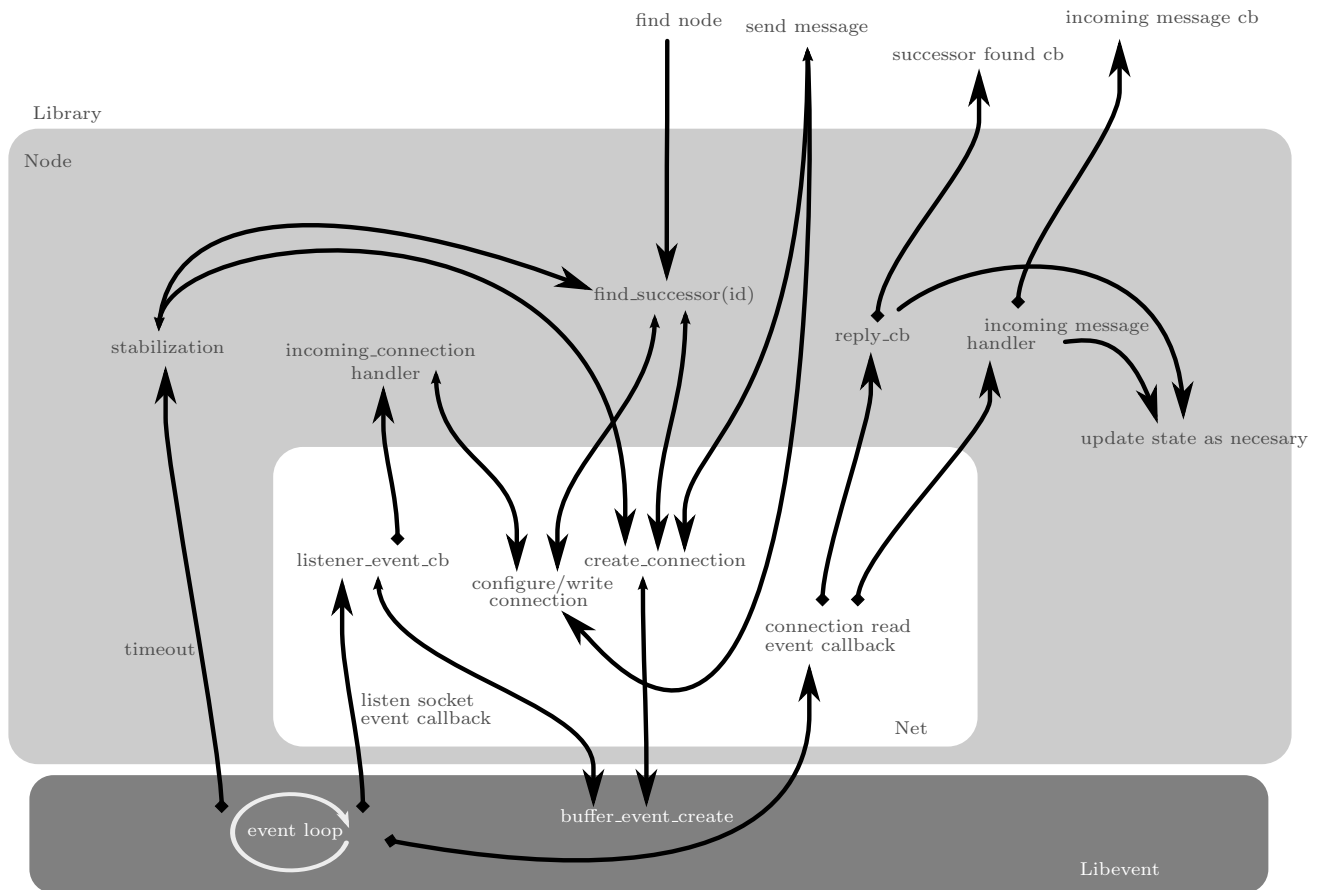 find node
send message
incoming message cb
successor found cb
Library
Node
find_successor(id)
stabilization
incoming_connection
handler
reply_cb
incoming message
handler
update state as necesary
listener_event_cb
create_connection
configure/write
connection
connection read
event callback
timeout
listen socket
event callback
Net
buffer_event_create
event loop
Libevent